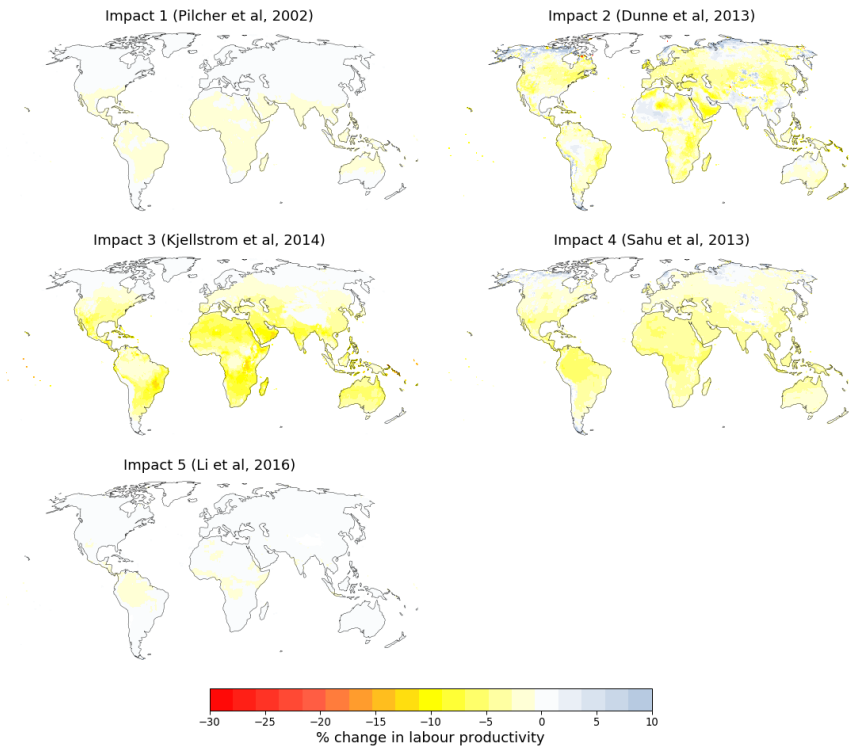 Impact 1 (Pilcher et al, 2002)
Impact 2 (Dunne et al, 2013)
Impact 3 (Kjellstrom et al, 2014)
Impact 4 (Sahu et al, 2013)
Impact 5 (Li et al, 2016)
−30 −25 −20 −15 −10 −5 0 5 10
% change in labour productivity